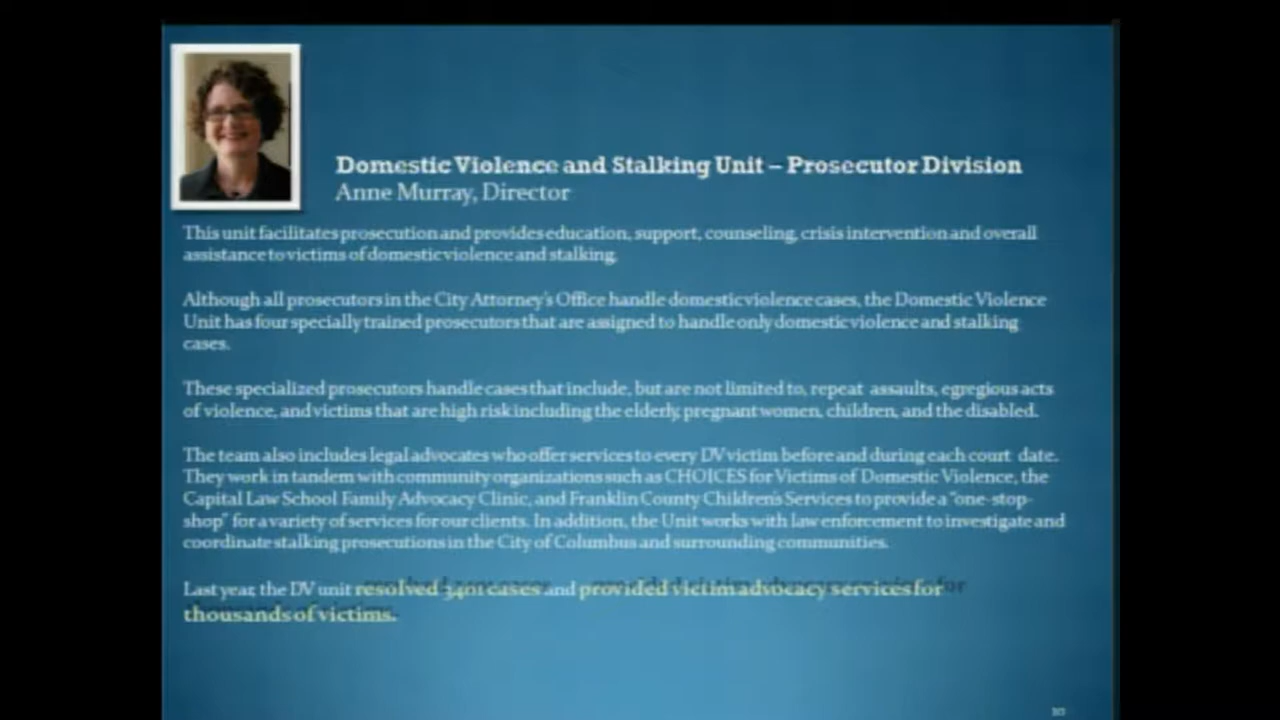 Domestic Violence and Stalking Unit – Prosecutor Division
Anne Murray, Director
This unit facilitates prosecution and provides education, support, counseling, crisis intervention and overall
assistance to victims of domestic violence and stalking.
Although all prosecutors in the City Attorney's Office handle domestic violence cases, the Domestic Violence
Unit has four specially trained prosecutors that are assigned to handle only domestic violence and stalking
cases.
These specialized prosecutors handle cases that include, but are not limited to, repeat assaults, egregious acts
of violence, and victims that are high risk including the elderly, pregnant women, children, and the disabled.
The team also includes legal advocates who offer services to every DV victim before and during each court date.
They work in tandem with community organizations such as CHOICES for Victims of Domestic Violence, the
Capital Law School Family Advocacy Clinic, and Franklin County Children's Services to provide a "one-stop-
shop" for a variety of services for our clients. In addition, the Unit works with law enforcement to investigate and
coordinate stalking prosecutions in the City of Columbus and surrounding communities.
Last year, the DV unit resolved 3401 cases and provided victim advocacy services for
thousands of victims.